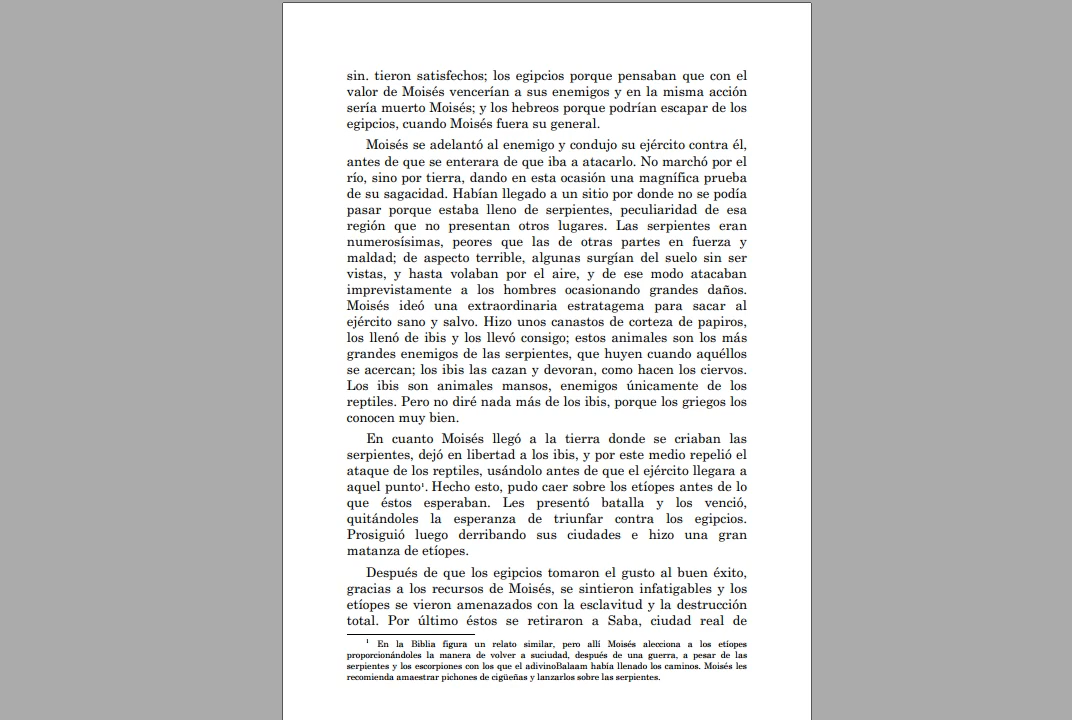 sin. tieron satisfechos; los egipcios porque pensaban que con el
valor de Moisés vencerían a sus enemigos y en la misma acción
sería muerto Moisés; y los hebreos porque podrían escapar de los
egipcios, cuando Moisés fuera su general.
Moisés se adelantó al enemigo y condujo su ejército contra él,
antes de que se enterara de que iba a atacarlo. No marchó por el
río, sino por tierra, dando en esta ocasión una magnífica prueba
de su sagacidad. Habían llegado a un sitio por donde no se podía
pasar porque estaba lleno de serpientes, peculiaridad de esa
región que no presentan otros lugares. Las serpientes eran
numerosísimas, peores que las de otras partes en fuerza y
maldad; de aspecto terrible, algunas surgían del suelo sin ser
vistas, y hasta volaban por el aire, y de ese modo atacaban
imprevistamente a los hombres ocasionando grandes daños.
Moisés ideó una extraordinaria estratagema para sacar al
ejército sano y salvo. Hizo unos canastos de corteza de papiros,
los llenó de ibis y los llevó consigo; estos animales son los más
grandes enemigos de las serpientes, que huyen cuando aquéllos
se acercan; los ibis las cazan y devoran, como hacen los ciervos.
Los ibis son animales mansos, enemigos únicamente de los
reptiles. Pero no diré nada más de los ibis, porque los griegos los
conocen muy bien.
En cuanto Moisés llegó a la tierra donde se criaban las
serpientes, dejó en libertad a los ibis, y por este medio repelió el
ataque de los reptiles, usándolo antes de que el ejército llegara a
aquel punto¹. Hecho esto, pudo caer sobre los etíopes antes de lo
que éstos esperaban. Les presentó batalla y los venció,
quitándoles la esperanza de triunfar contra los egipcios.
Prosiguió luego derribando sus ciudades e hizo una gran
matanza de etíopes.
Después de que los egipcios tomaron el gusto al buen éxito,
gracias a los recursos de Moisés, se sintieron infatigables y los
etíopes se vieron amenazados con la esclavitud y la destrucción
total. Por último éstos se retiraron a Saba, ciudad real de
¹ En la Biblia figura un relato similar, pero allí Moisés alecciona a los etíopes
proporcionándoles la manera de volver a suciudad, después de una guerra, a pesar de las
serpientes y los escorpiones con los que el adivinoBalaam había llenado los caminos. Moisés les
recomienda amaestrar pichones de cigüeñas y lanzarlos sobre las serpientes.